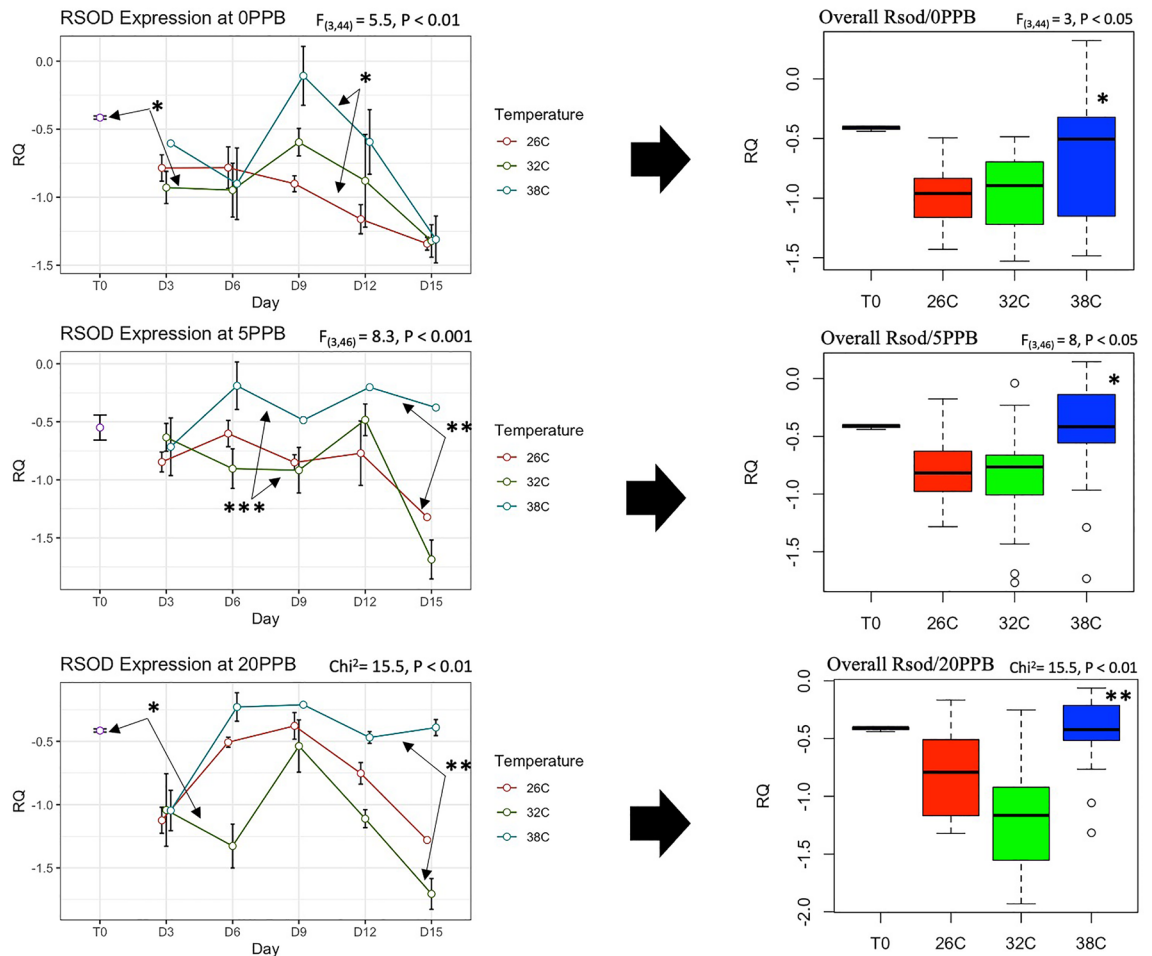 RSOD Expression at 0PPB
F(3,44) = 5.5, P < 0.01
RQ
0.0
-0.5
-1.0
-1.5
*
*
T0 D3 D6 D9 D12 D15
Day
Temperature
26C
32C
38C
Overall Rsod/0PPB
F(3,44) = 3, P < 0.05
RQ
0.0
-0.5
-1.0
-1.5
*
T0 26C 32C 38C
RSOD Expression at 5PPB
F(3,46) = 8.3, P < 0.001
RQ
0.0
-0.5
-1.0
-1.5
**
***
T0 D3 D6 D9 D12 D15
Day
Temperature
26C
32C
38C
Overall Rsod/5PPB
F(3,46) = 8, P < 0.05
RQ
0.0
-0.5
-1.0
-1.5
*
T0 26C 32C 38C
RSOD Expression at 20PPB
Chi²= 15.5, P < 0.01
RQ
-0.5
-1.0
-1.5
*
**
T0 D3 D6 D9 D12 D15
Day
Temperature
26C
32C
38C
Overall Rsod/20PPB
Chi²= 15.5, P < 0.01
RQ
0.0
-0.5
-1.0
-1.5
-2.0
**
T0 26C 32C 38C